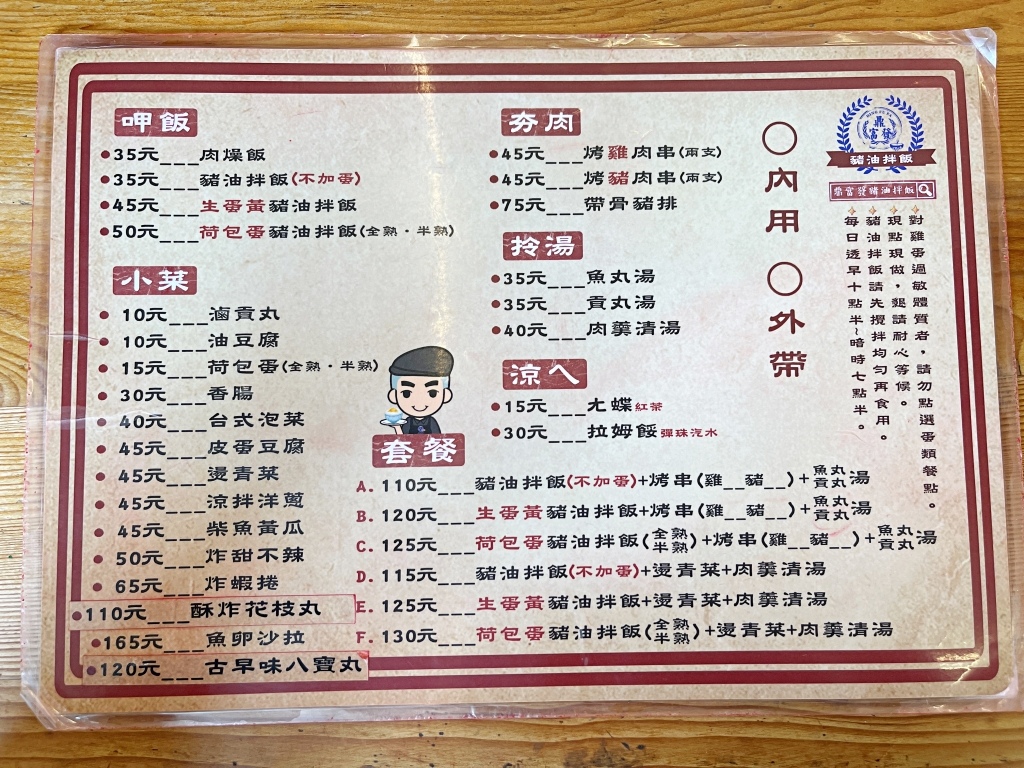 呷飯
35元___肉燥飯
35元___豬油拌飯(不加蛋)
45元___生蛋黃豬油拌飯
50元___荷包蛋豬油拌飯(全熟·半熟)
小菜
10元___滷貢丸
10元___油豆腐
15元___荷包蛋(全熟·半熟)
30元___香腸
40元___台式泡菜
45元___皮蛋豆腐
45元___燙青菜
45元___涼拌洋蔥
45元___柴魚黃瓜
50元___炸甜不辣
65元___炸蝦捲
110元___酥炸花枝丸
165元___魚卵沙拉
120元___古早味八寶丸
夯肉
45元___烤雞肉串(兩支)
45元___烤豬肉串(兩支)
75元___帶骨豬排
拎湯
35元___魚丸湯
35元___貢丸湯
40元___肉羹清湯
涼ㄟ
15元___ㄤ蝶紅茶
30元___拉姆餒彈珠汽水
套餐
A.110元___豬油拌飯(不加蛋)+烤串(雞__豬__)+魚丸貢丸湯
B.120元___生蛋黃豬油拌飯+烤串(雞__豬__)+魚丸貢丸湯
C.125元___荷包蛋豬油拌飯(全熟半熟)+烤串(雞__豬__)+魚丸貢丸湯
D.115元___豬油拌飯(不加蛋)+燙青菜+肉羹清湯
E.125元___生蛋黃豬油拌飯+燙青菜+肉羹清湯
F.130元___荷包蛋豬油拌飯(全熟半熟)+燙青菜+肉羹清湯
○內用
○外帶
鼎富發
豬油拌飯
鼎富發豬油拌飯
對雞蛋過敏體質者，請勿點選蛋類餐點。
現點現做，懇請耐心等候。
豬油拌飯請先攪拌均勻再食用。
每日透早十點半~暗時七點半。